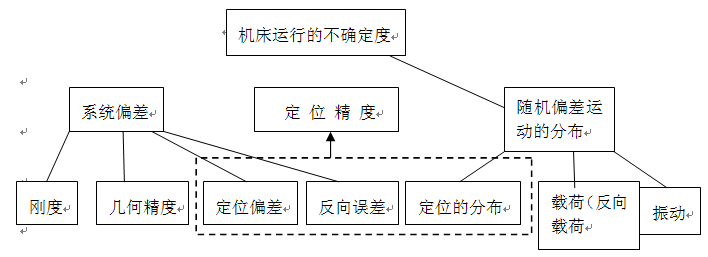 机床运行的不确定度
系统偏差
定 位 精 度
随机偏差运
动的分布
刚度
几何精度
定位偏差
反向误差
定位的分布
载荷（反向
载荷
振动